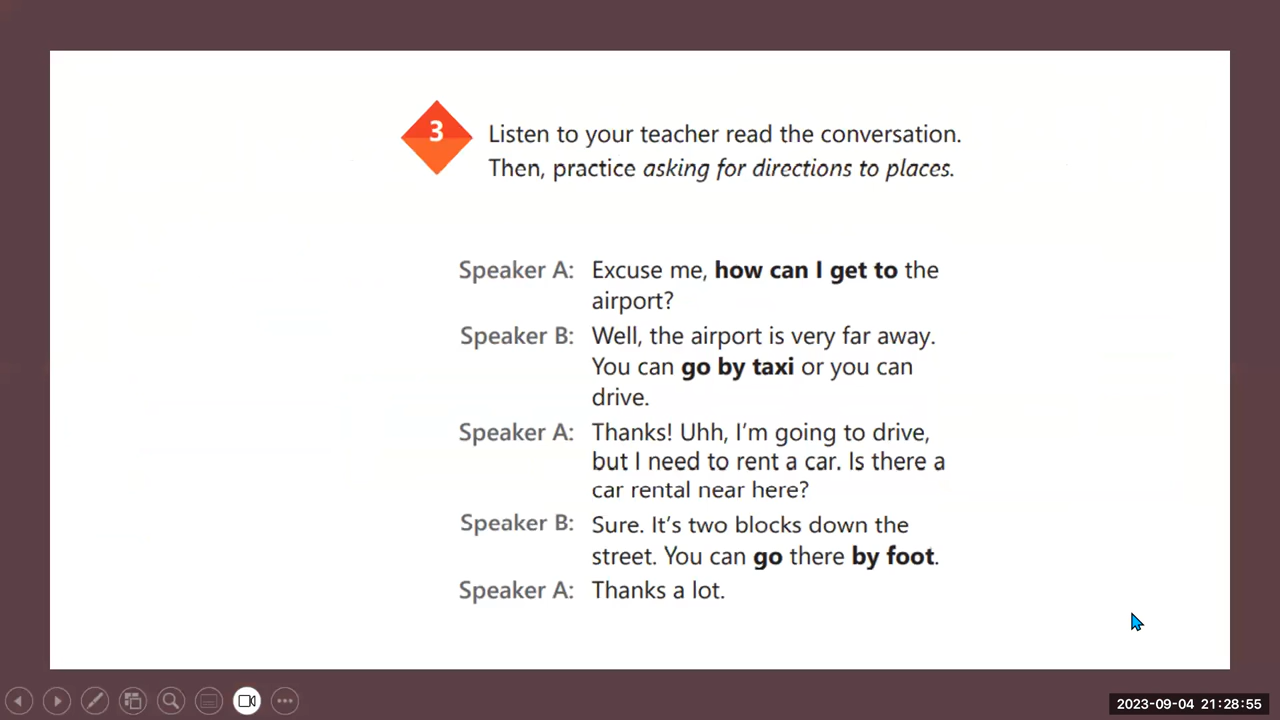 3
Listen to your teacher read the conversation.
Then, practice asking for directions to places.
Speaker A: Excuse me, how can I get to the
airport?
Speaker B: Well, the airport is very far away.
You can go by taxi or you can
drive.
Speaker A: Thanks! Uhh, I'm going to drive,
but I need to rent a car. Is there a
car rental near here?
Speaker B: Sure. It's two blocks down the
street. You can go there by foot.
Speaker A: Thanks a lot.
2023-09-04 21:28:55